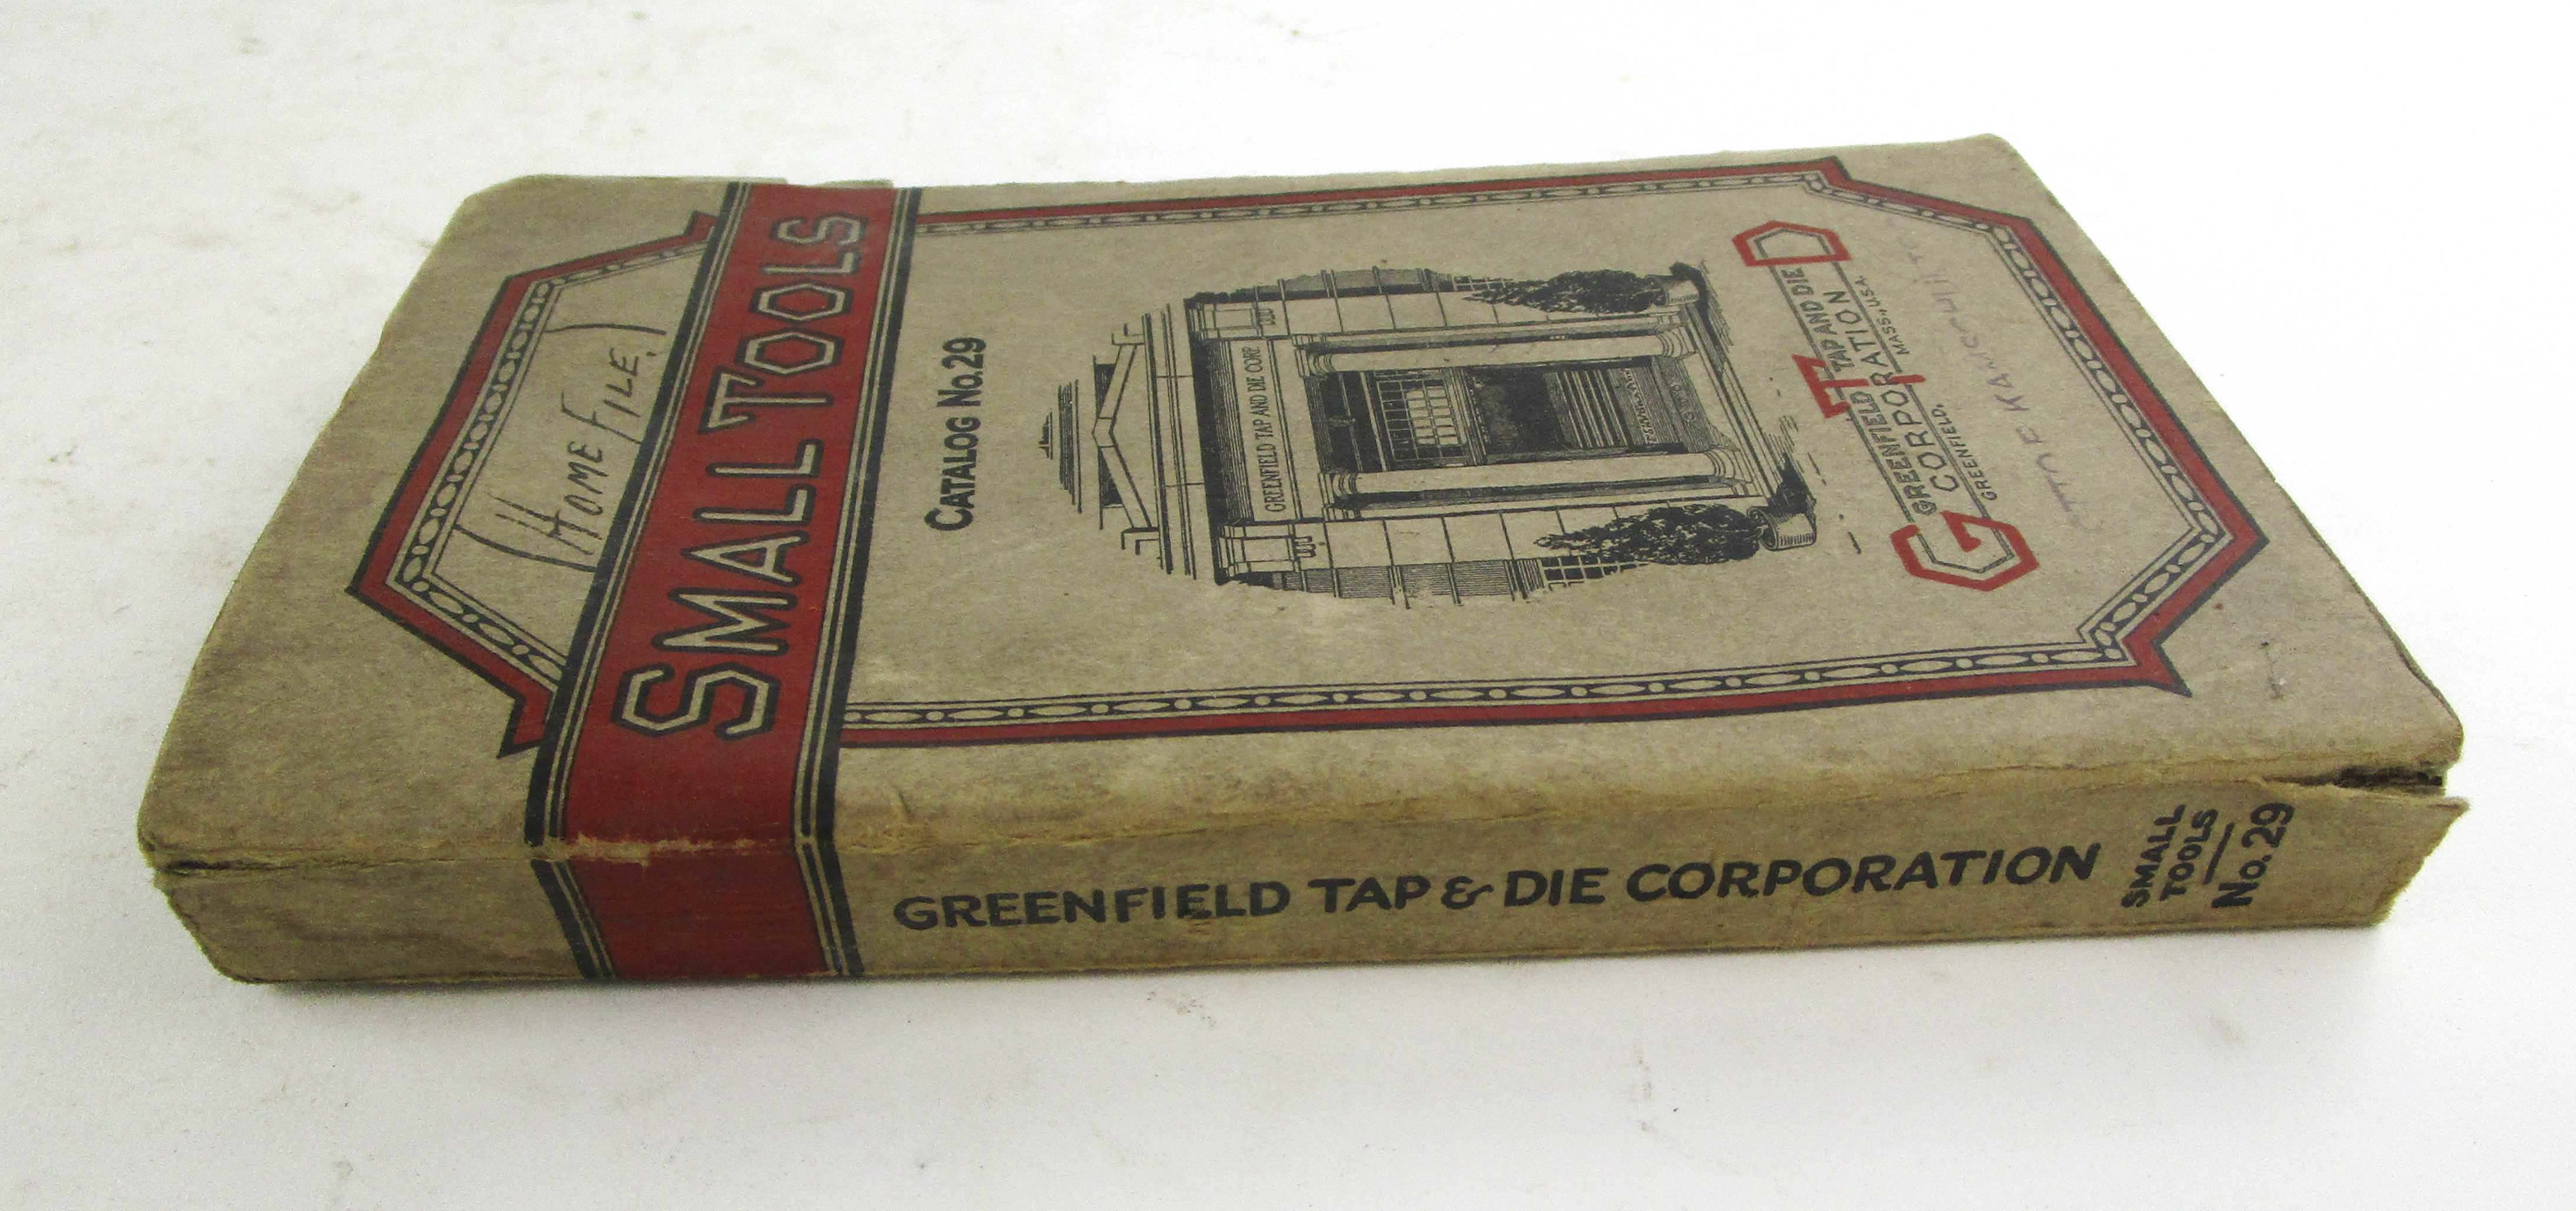 (HOME FILE.)
SMALL TOOLS
CATALOG No. 29
GREENFIELD TAP AND DIE CORP.
GTD
GREENFIELD TAP AND DIE
CORPORATION
GREENFIELD, MASS., U.S.A.
GREENFIELD TAP & DIE CORPORATION
SMALL
TOOLS
No. 29